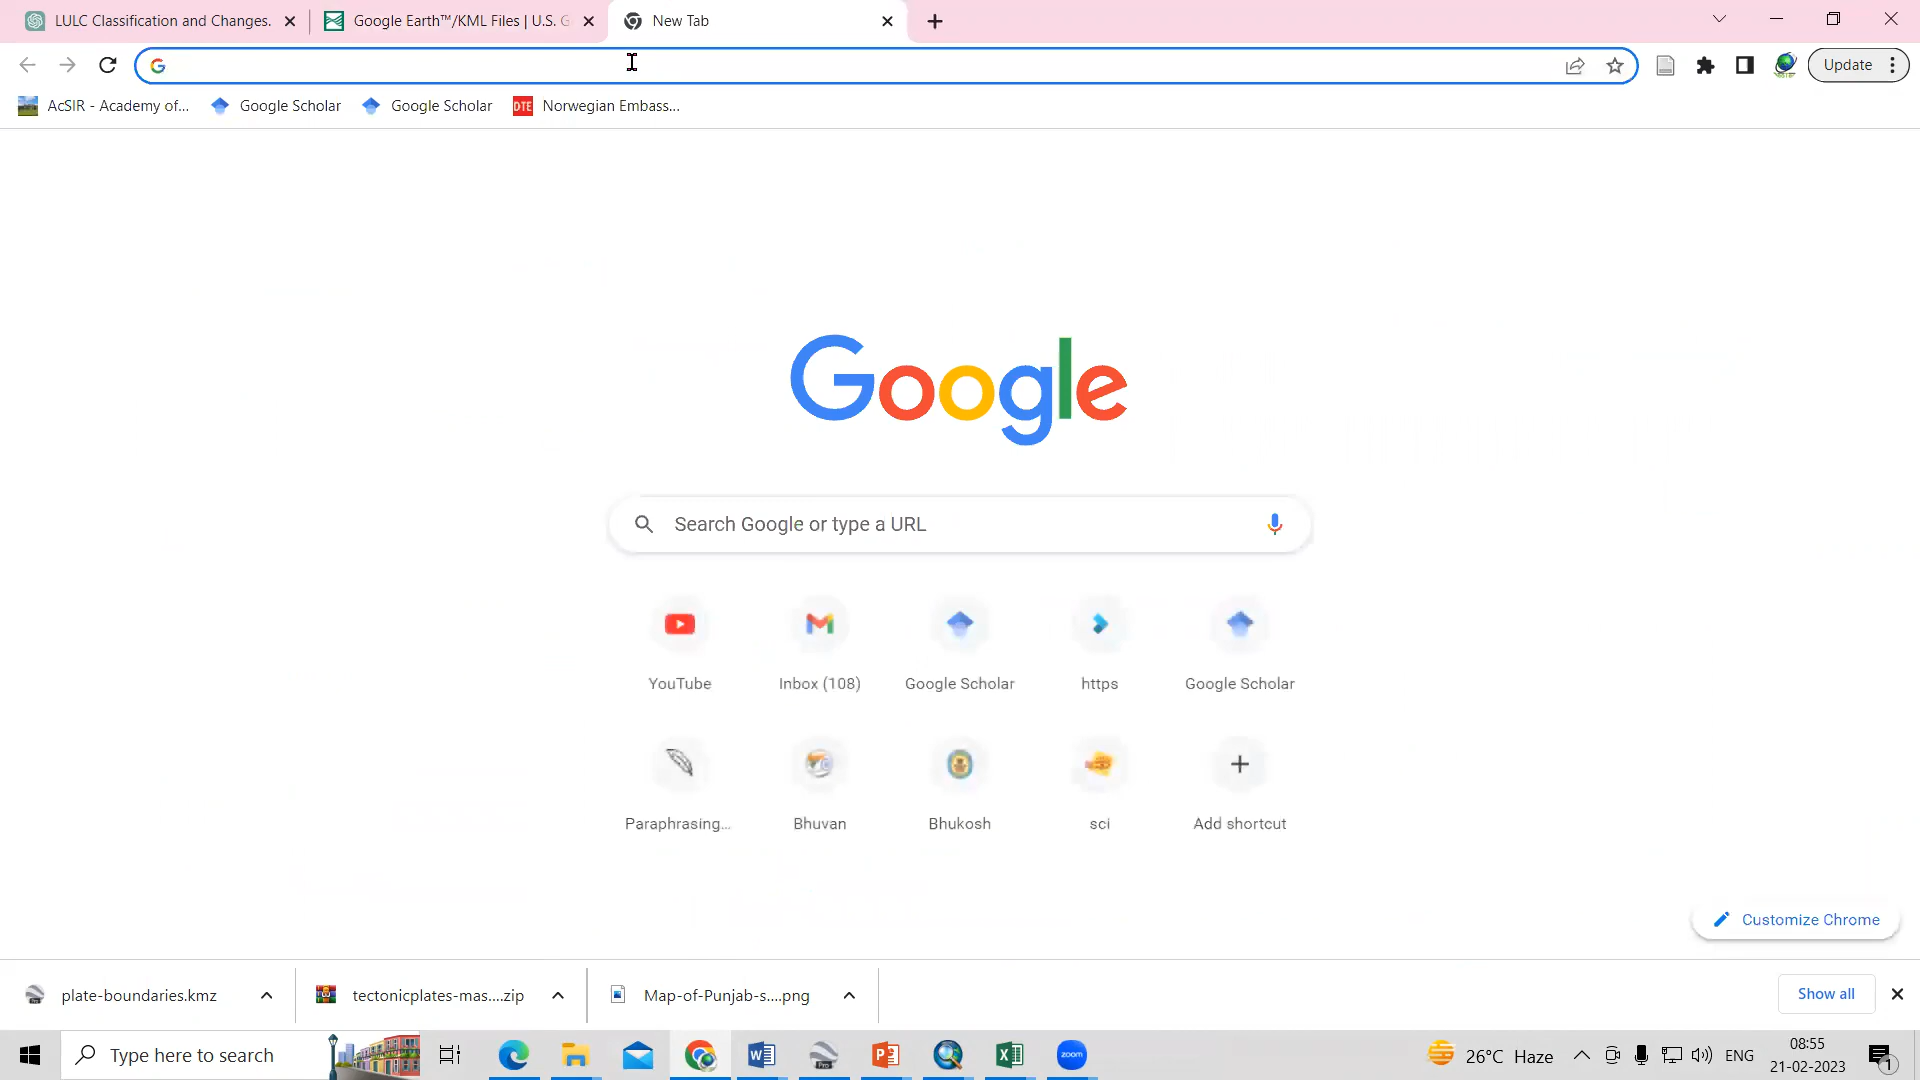 LULC Classification and Changes.
Google Earth™/KML Files | U.S. G
New Tab
Update
AcSIR - Academy of...
Google Scholar
Google Scholar
DTE
Norwegian Embass...
Google
Search Google or type a URL
YouTube
Inbox (108)
Google Scholar
https
Google Scholar
Paraphrasing...
Bhuvan
Bhukosh
sci
Add shortcut
Customize Chrome
plate-boundaries.kmz
tectonicplates-mas....zip
Map-of-Punjab-s....png
Show all
Type here to search
zoom
26°C Haze
ENG
08:55
21-02-2023
1